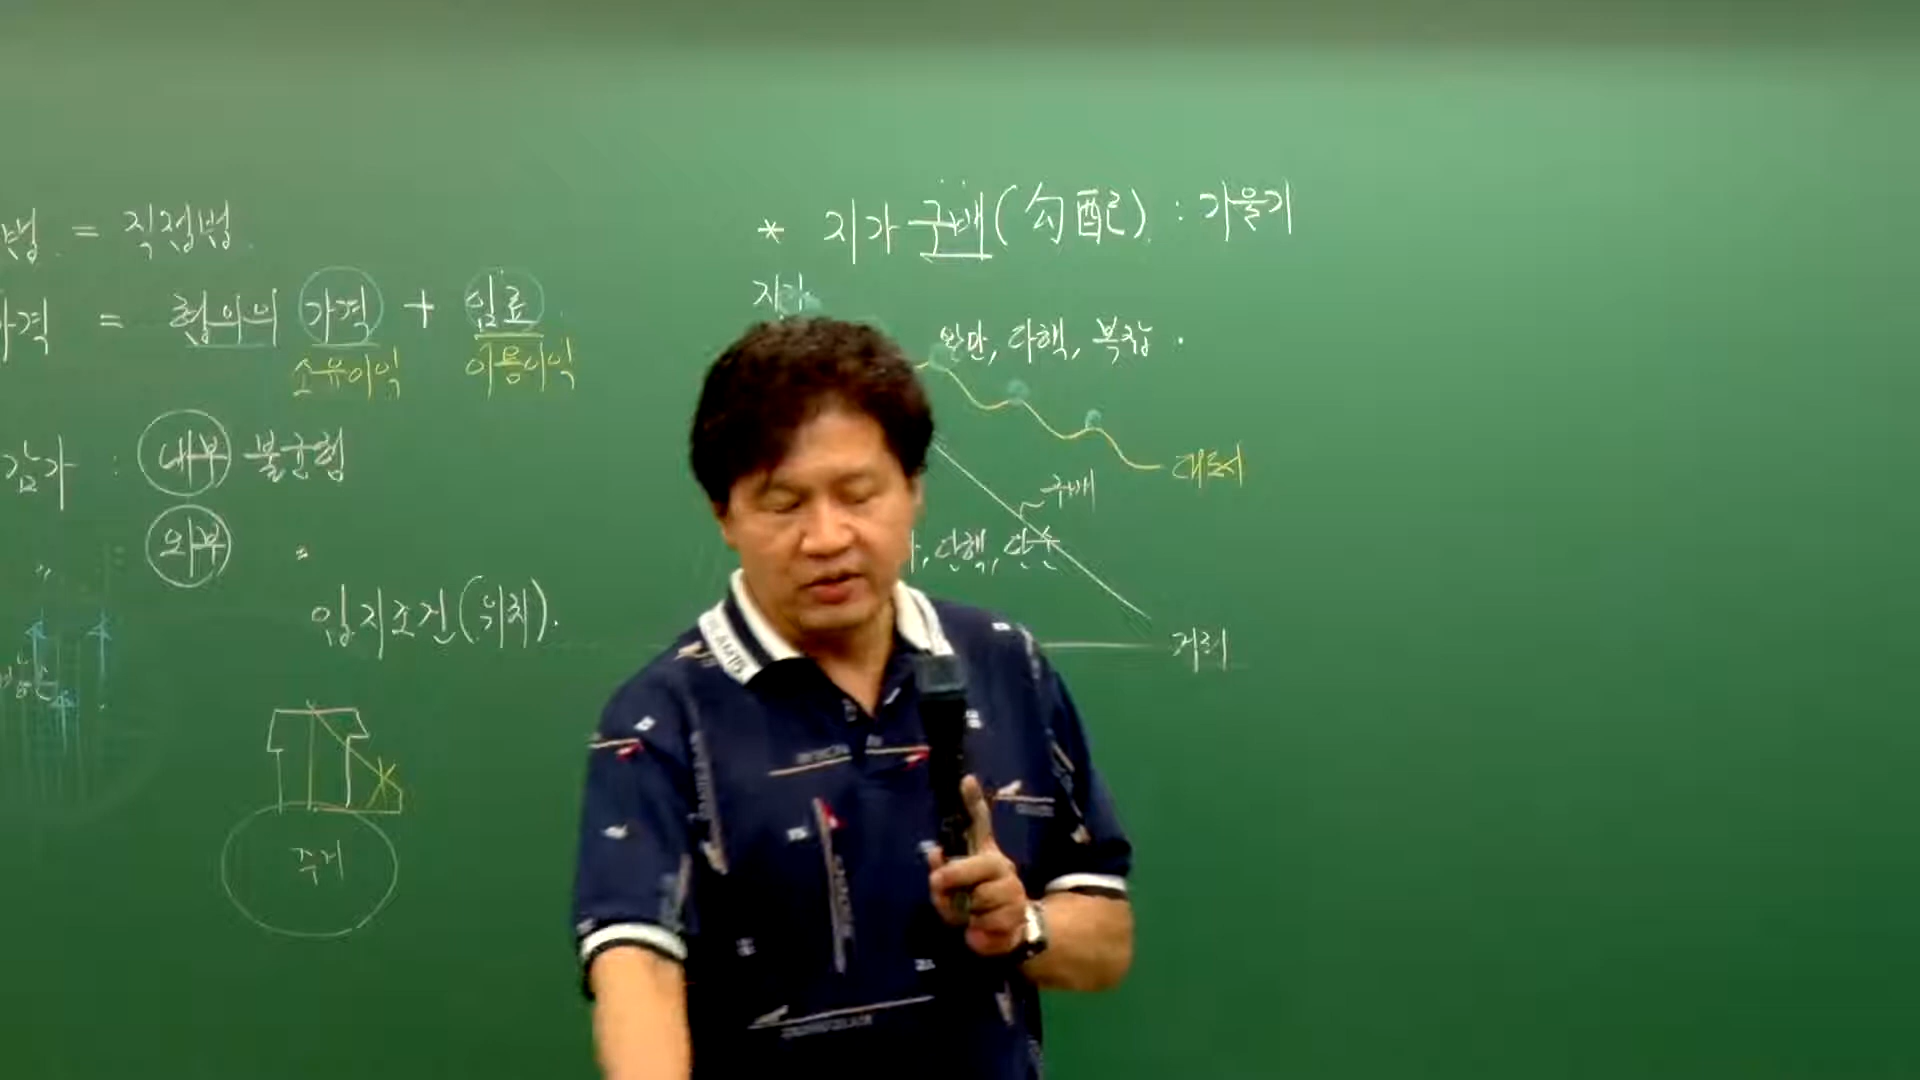 법 = 직접법
가격 = 협의의 가격 + 임료
소유이익 이용이익
감가 : 내부 불균형
〃 외부 〃
입지조건(위치).
주거
* 지가구배(勾配) : 기울기
지가
완만, 다핵, 복잡.
대도시
구배
단핵, 단순
거리